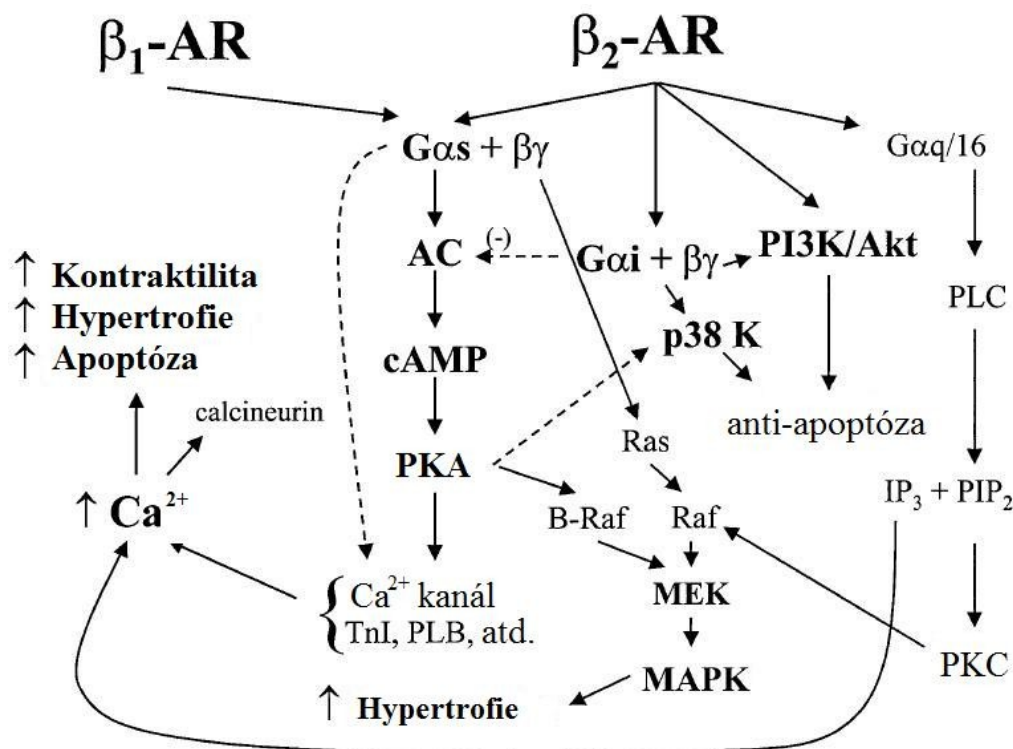 β₁-AR
β₂-AR
Gαs + βγ
Gαq/16
AC
(-)
Gαi + βγ
PI3K/Akt
↑ Kontraktilita
↑ Hypertrofie
↑ Apoptóza
PLC
p38 K
cAMP
calcineurin
anti-apoptóza
Ras
PKA
↑ Ca²⁺
B-Raf
Raf
IP₃ + PIP₂
{ Ca²⁺ kanál
TnI, PLB, atd.
MEK
PKC
MAPK
↑ Hypertrofie